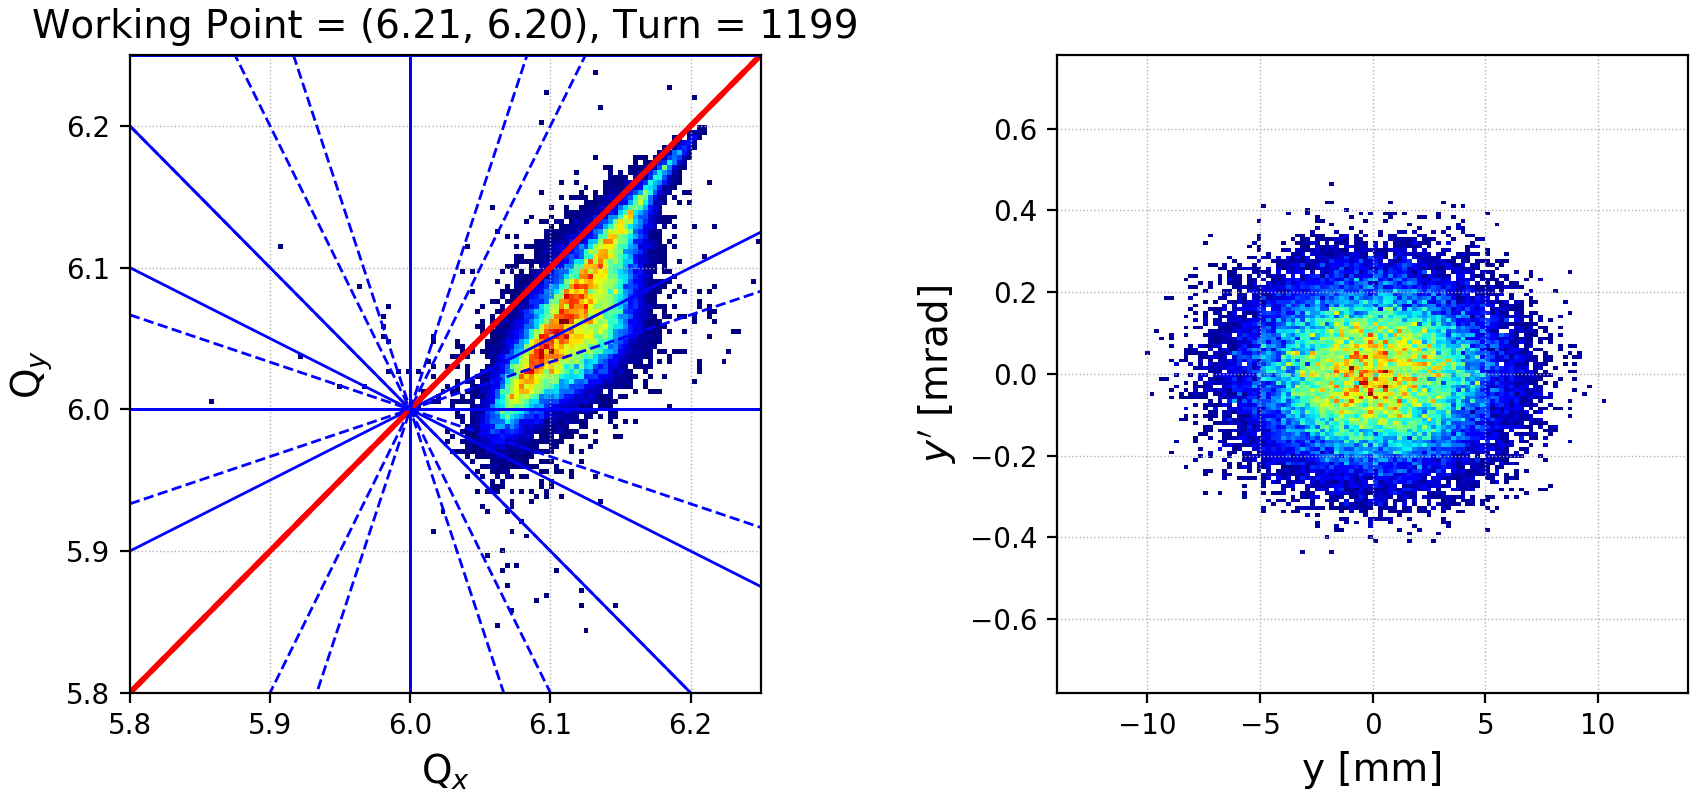 Working Point = (6.21, 6.20), Turn = 1199
6.2
6.1
6.0
5.9
5.8
5.8 5.9 6.0 6.1 6.2
Qy
Qx
0.6
0.4
0.2
0.0
−0.2
−0.4
−0.6
−10 −5 0 5 10
y′ [mrad]
y [mm]